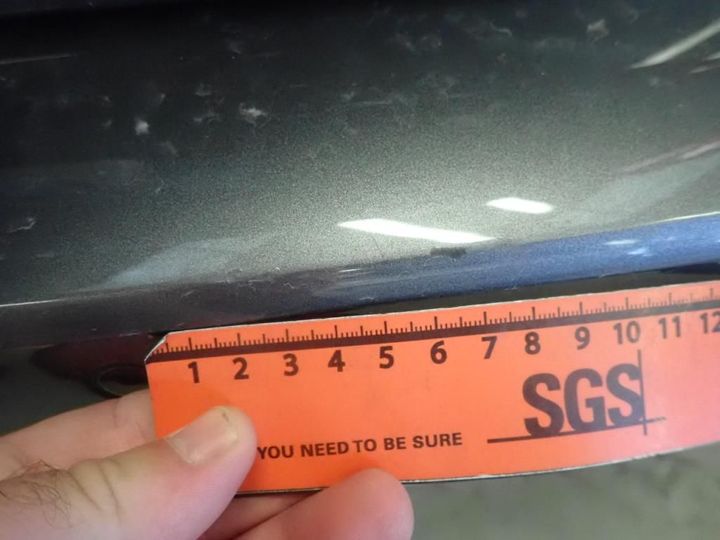 1 2 3 4 5 6 7 8 9 10 11 12
SGS
YOU NEED TO BE SURE